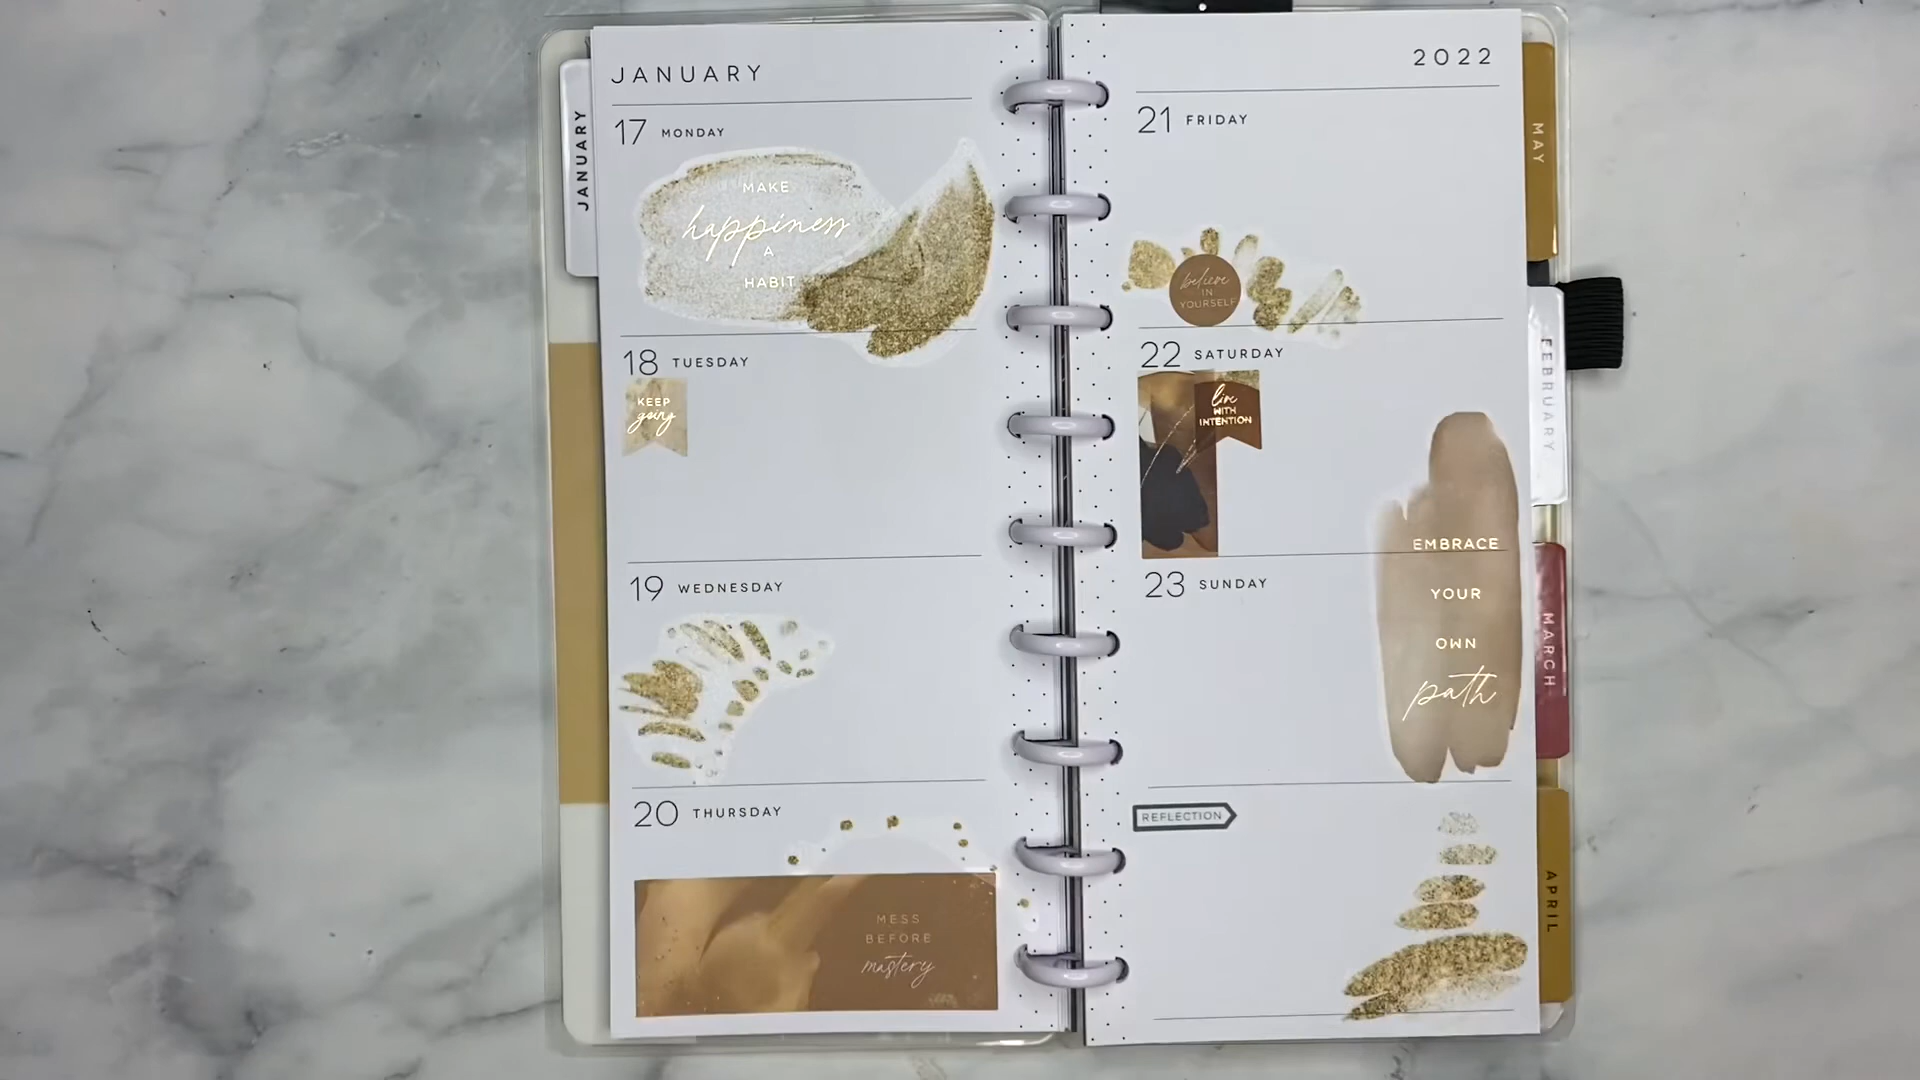 JANUARY
JANUARY
17 MONDAY
MAKE
happiness
A
HABIT
18 TUESDAY
KEEP
going
19 WEDNESDAY
20 THURSDAY
MESS
BEFORE
mastery
2022
21 FRIDAY
believe
IN
YOURSELF
22 SATURDAY
live
WITH
INTENTION
EMBRACE
YOUR
OWN
path
23 SUNDAY
REFLECTION
MAY
FEBRUARY
MARCH
APRIL